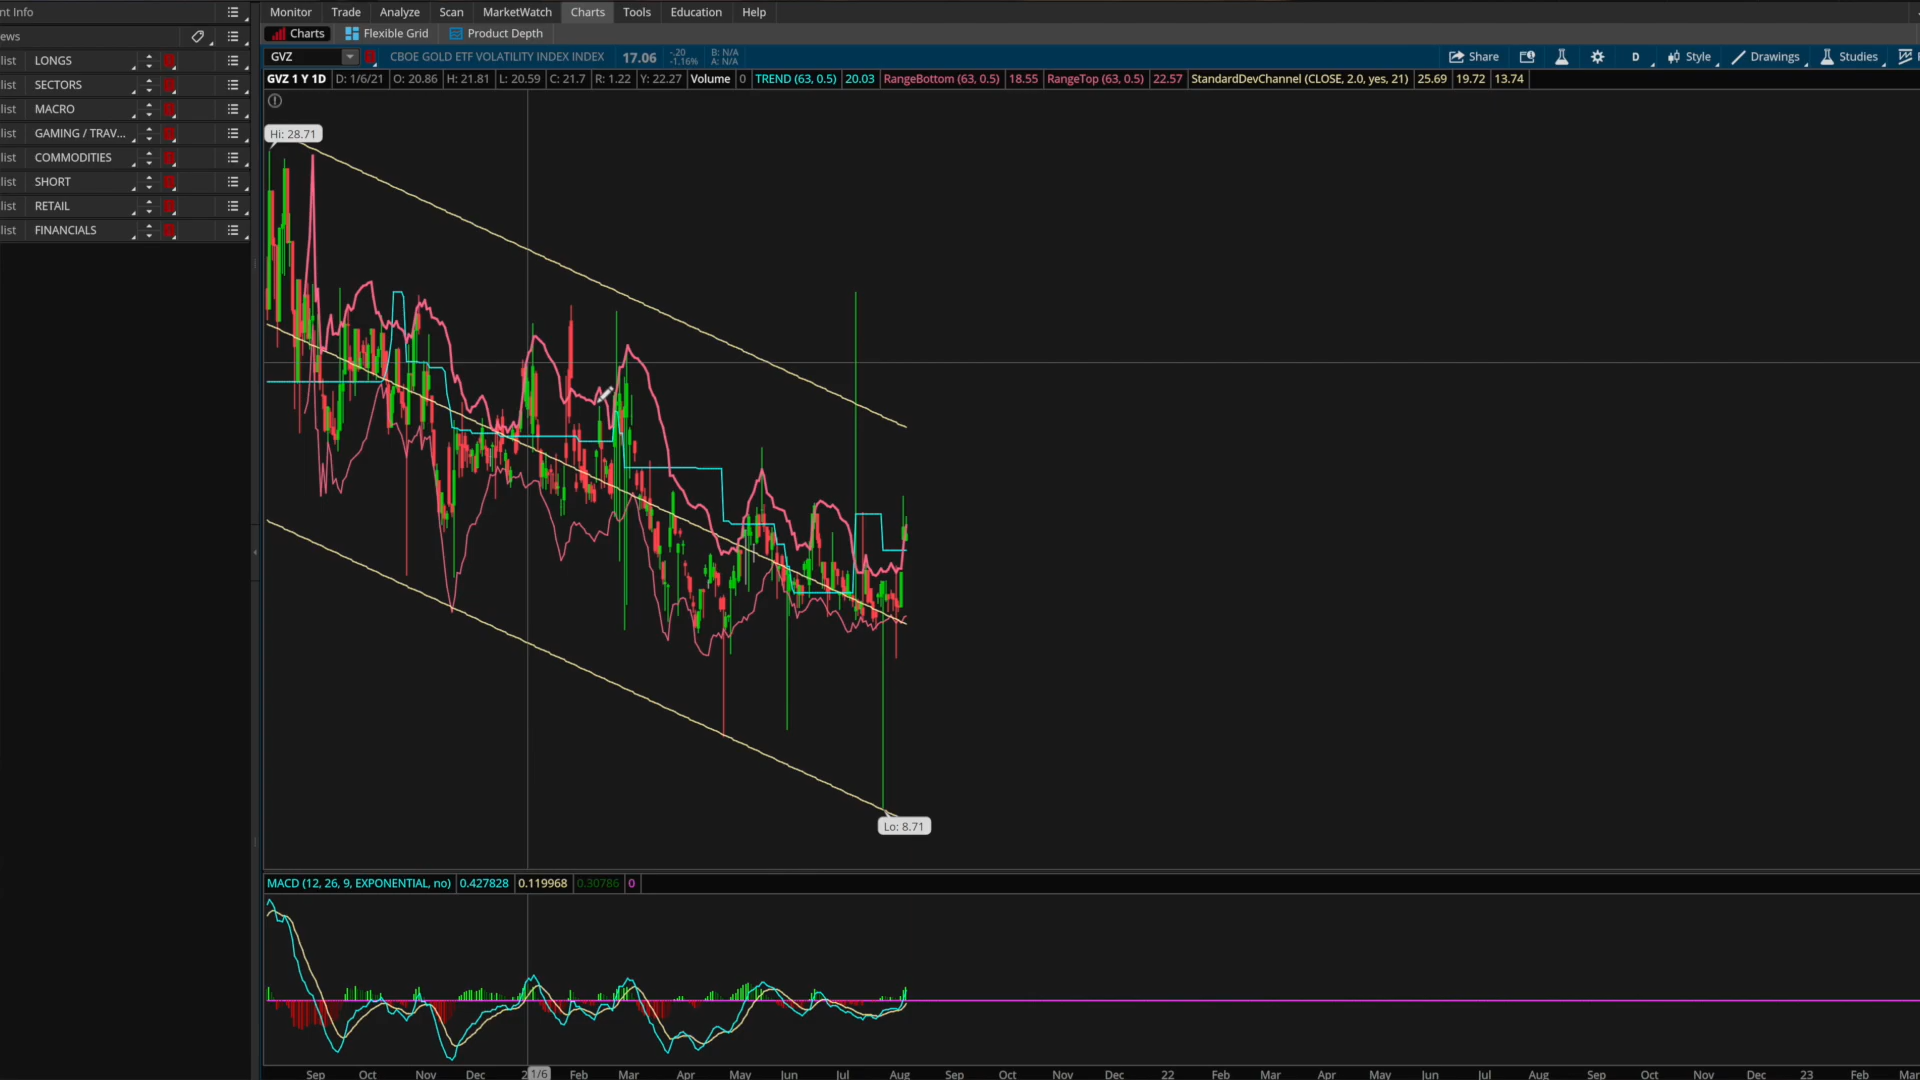 nt Info
Monitor Trade Analyze Scan MarketWatch Charts Tools Education Help
ews
Charts Flexible Grid Product Depth
GVZ CBOE GOLD ETF VOLATILITY INDEX INDEX 17.06 -.20 -1.16% B: N/A A: N/A Share D Style Drawings Studies
list LONGS
GVZ 1 Y 1D D: 1/6/21 O: 20.86 H: 21.81 L: 20.59 C: 21.7 R: 1.22 Y: 22.27 Volume 0 TREND (63, 0.5) 20.03 RangeBottom (63, 0.5) 18.55 RangeTop (63, 0.5) 22.57 StandardDevChannel (CLOSE, 2.0, yes, 21) 25.69 19.72 13.74
list SECTORS
list MACRO
list GAMING / TRAV...
list COMMODITIES
list SHORT
list RETAIL
list FINANCIALS
Hi: 28.71
Lo: 8.71
MACD (12, 26, 9, EXPONENTIAL, no) 0.427828 0.119968 0.30786 0
Sep Oct Nov Dec 2 1/6 Feb Mar Apr May Jun Jul Aug Sep Oct Nov Dec 22 Feb Mar Apr May Jun Jul Aug Sep Oct Nov Dec 23 Feb Mar